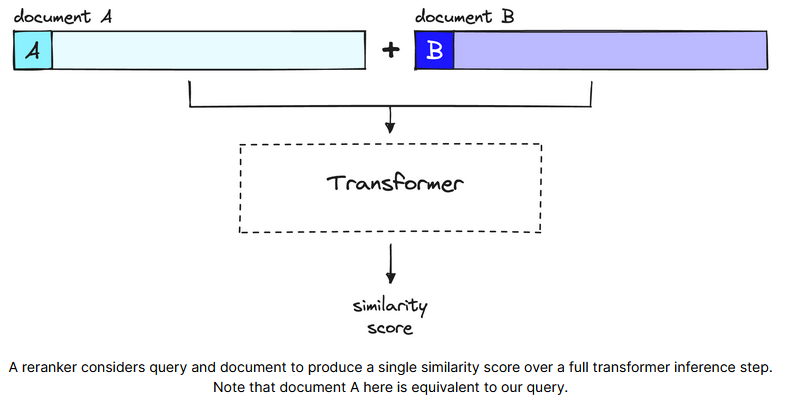 document A
document B
A
+
B
Transformer
similarity
score
A reranker considers query and document to produce a single similarity score over a full transformer inference step.
Note that document A here is equivalent to our query.